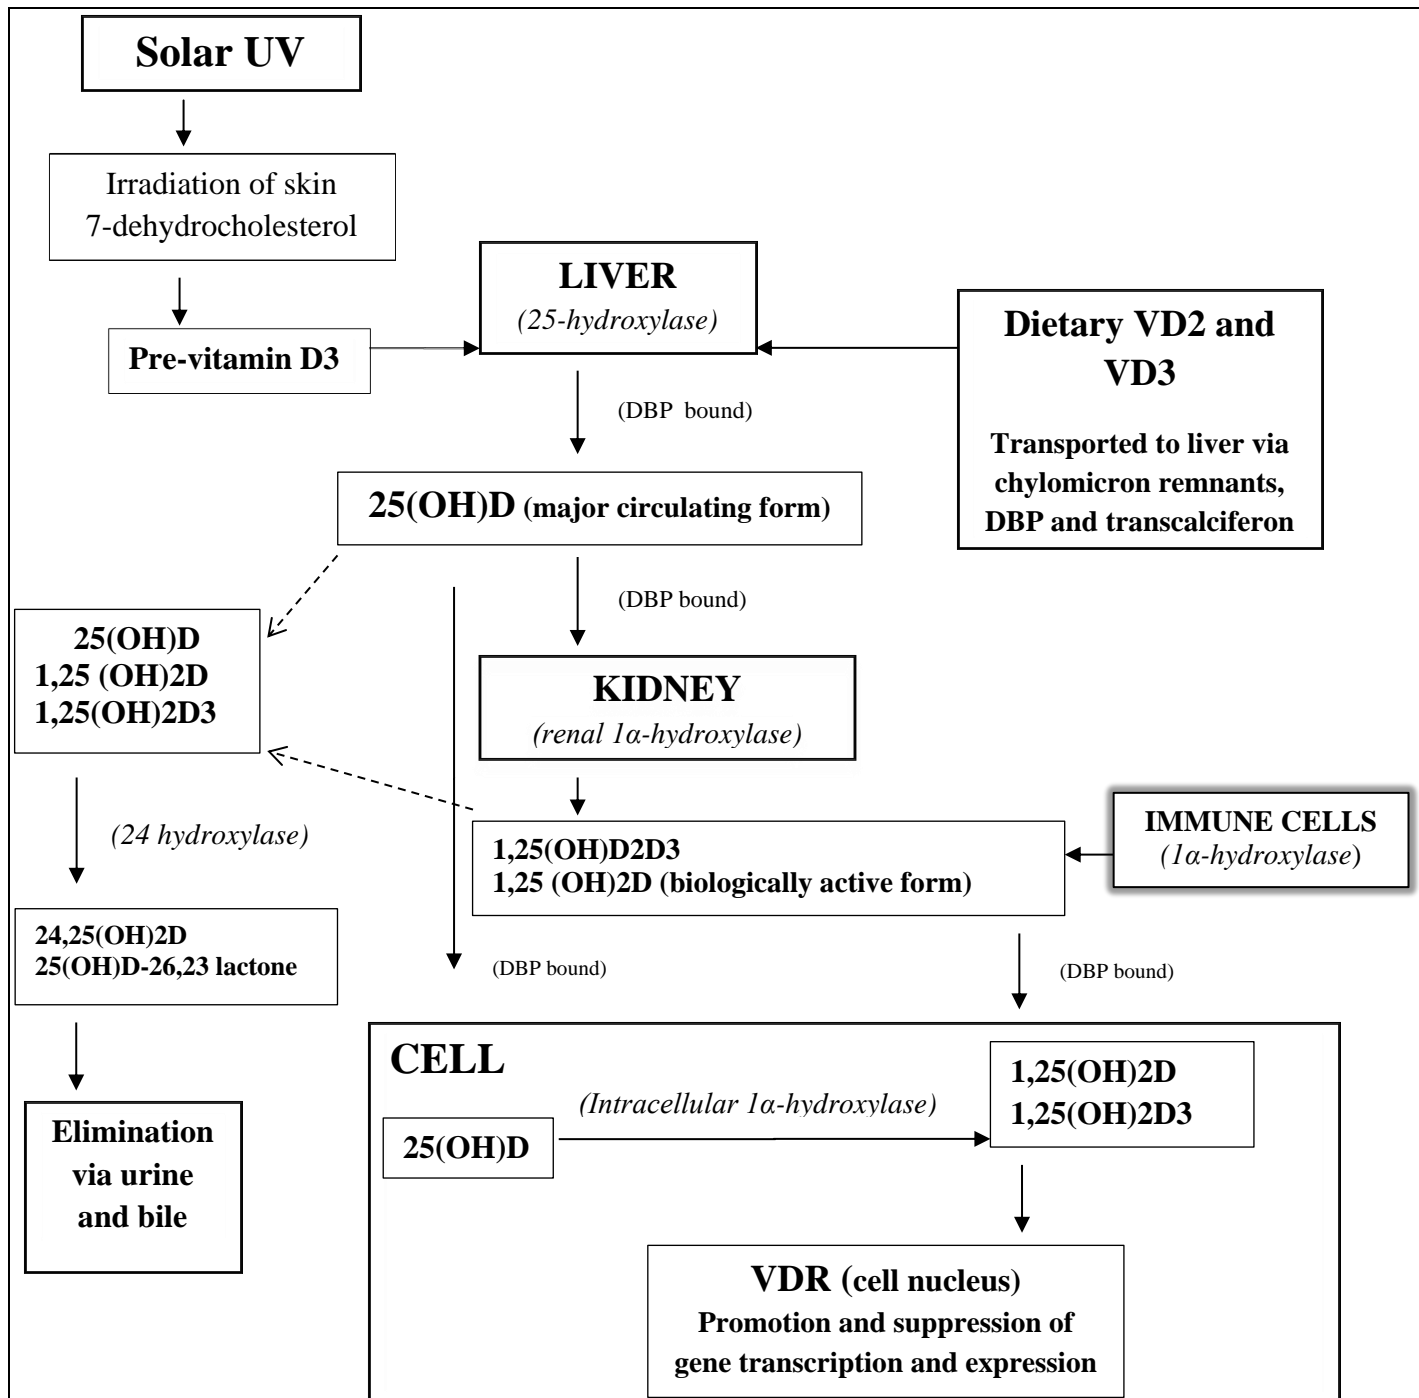 Solar UV
Irradiation of skin
7-dehydrocholesterol
Pre-vitamin D3
LIVER
(25-hydroxylase)
Dietary VD2 and
VD3
Transported to liver via
chylomicron remnants,
DBP and transcalciferon
(DBP bound)
25(OH)D (major circulating form)
(DBP bound)
25(OH)D
1,25 (OH)2D
1,25(OH)2D3
KIDNEY
(renal 1α-hydroxylase)
(24 hydroxylase)
1,25(OH)D2D3
1,25 (OH)2D (biologically active form)
IMMUNE CELLS
(1α-hydroxylase)
24,25(OH)2D
25(OH)D-26,23 lactone
(DBP bound)
(DBP bound)
Elimination
via urine
and bile
CELL
25(OH)D
(Intracellular 1α-hydroxylase)
1,25(OH)2D
1,25(OH)2D3
VDR (cell nucleus)
Promotion and suppression of
gene transcription and expression